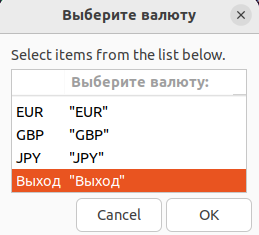 Выберите валюту
Select items from the list below.
Выберите валюту:
EUR "EUR"
GBP "GBP"
JPY "JPY"
Выход "Выход"
Cancel OK